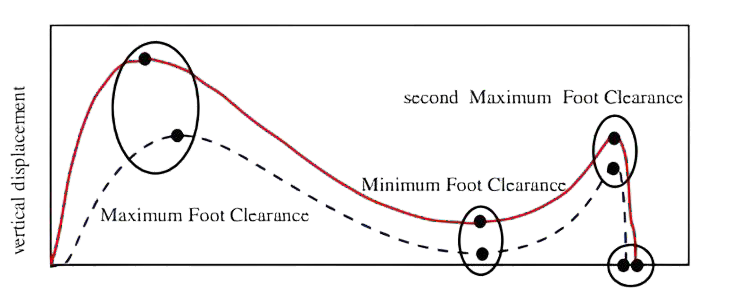 second Maximum Foot Clearance
Minimum Foot Clearance
Maximum Foot Clearance
vertical displacement